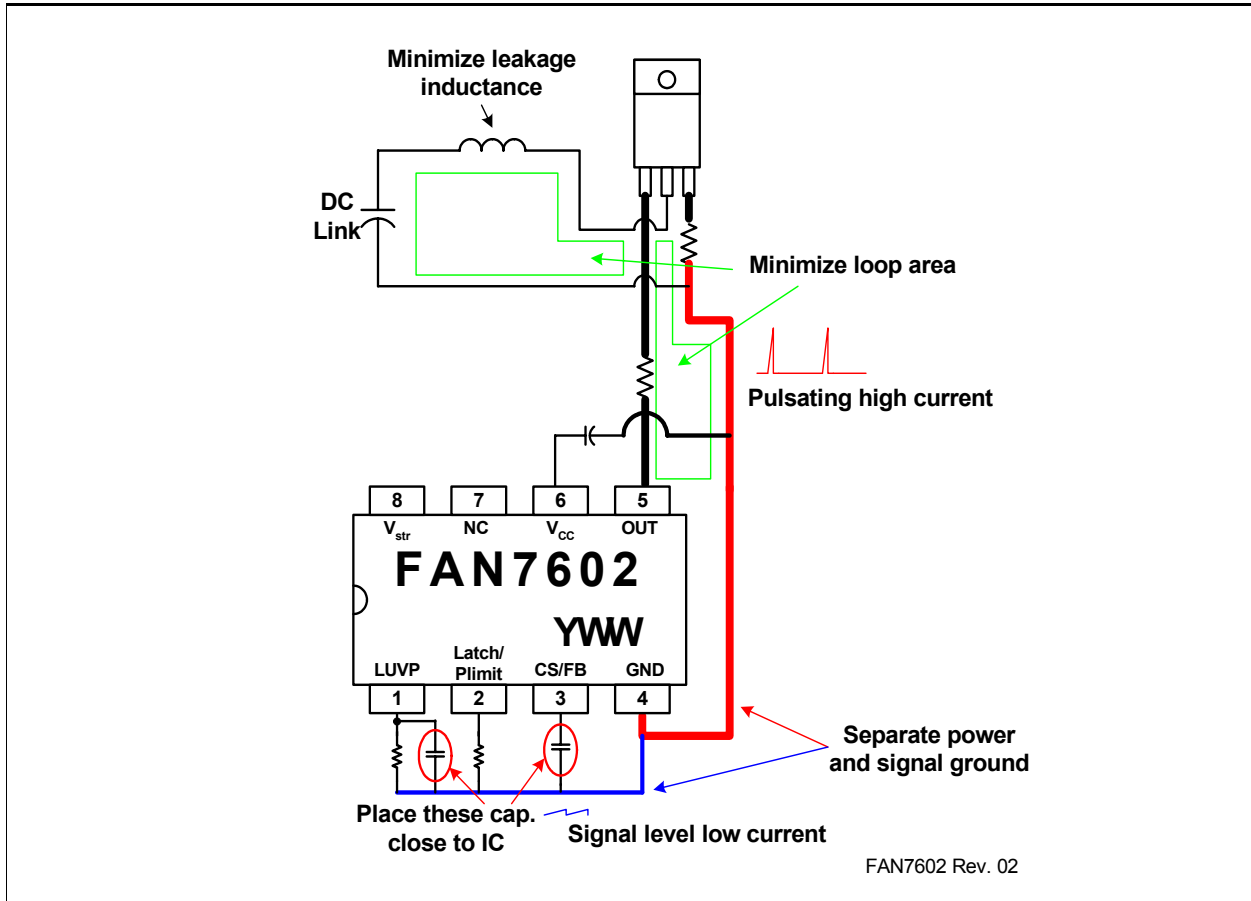 Minimize leakage
inductance
DC
Link
Minimize loop area
Pulsating high current
8
7
6
5
Vstr
NC
VCC
OUT
FAN7602
YWW
LUVP
Latch/
Plimit
CS/FB
GND
1
2
3
4
Separate power
and signal ground
Place these cap.
close to IC
Signal level low current
FAN7602 Rev. 02